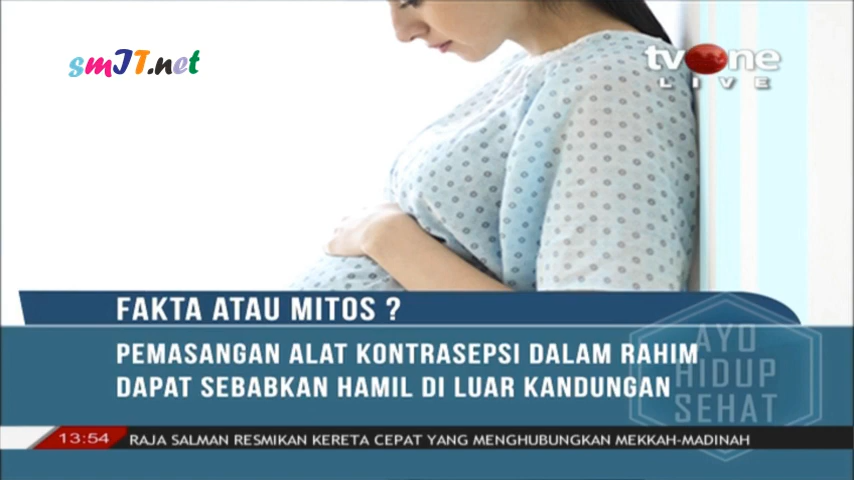 smIT.net
tvOne
LIVE
FAKTA ATAU MITOS ?
PEMASANGAN ALAT KONTRASEPSI DALAM RAHIM
DAPAT SEBABKAN HAMIL DI LUAR KANDUNGAN
AYO
HIDUP
SEHAT
13:54 RAJA SALMAN RESMIKAN KERETA CEPAT YANG MENGHUBUNGKAN MEKKAH-MADINAH